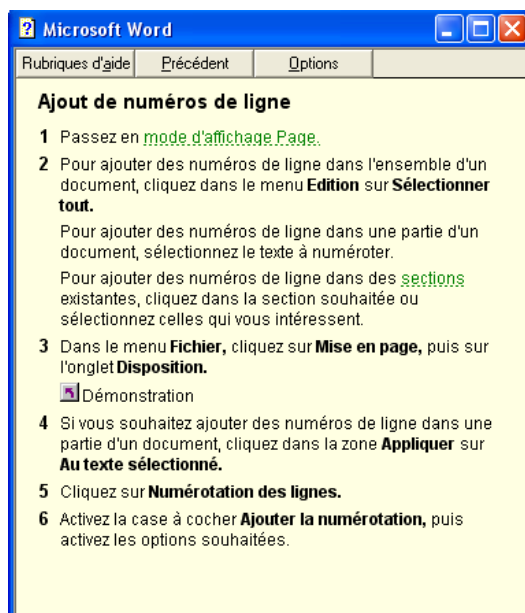 Microsoft Word
Rubriques d'aide Précédent Options
Ajout de numéros de ligne
1 Passez en mode d'affichage Page.
2 Pour ajouter des numéros de ligne dans l'ensemble d'un
document, cliquez dans le menu Edition sur Sélectionner
tout.
Pour ajouter des numéros de ligne dans une partie d'un
document, sélectionnez le texte à numéroter.
Pour ajouter des numéros de ligne dans des sections
existantes, cliquez dans la section souhaitée ou
sélectionnez celles qui vous intéressent.
3 Dans le menu Fichier, cliquez sur Mise en page, puis sur
l'onglet Disposition.
Démonstration
4 Si vous souhaitez ajouter des numéros de ligne dans une
partie d'un document, cliquez dans la zone Appliquer sur
Au texte sélectionné.
5 Cliquez sur Numérotation des lignes.
6 Activez la case à cocher Ajouter la numérotation, puis
activez les options souhaitées.